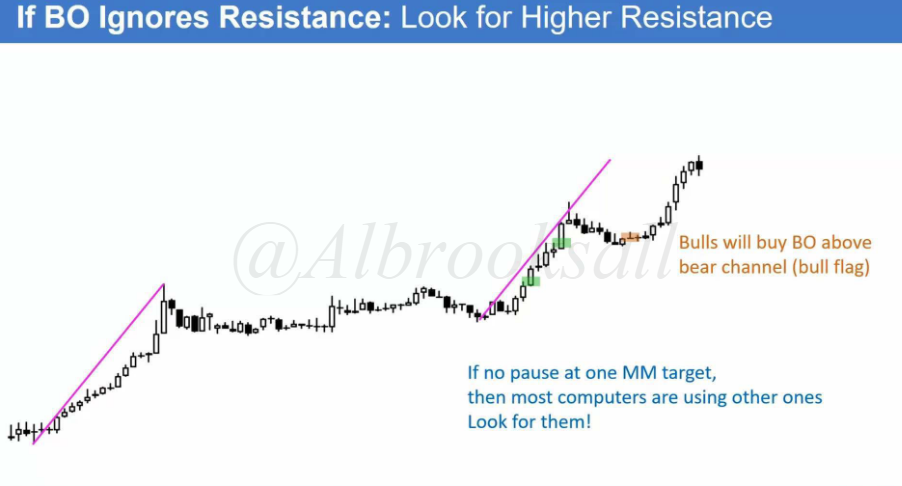 If BO Ignores Resistance: Look for Higher Resistance
@Albrooksall
Bulls will buy BO above
bear channel (bull flag)
If no pause at one MM target,
then most computers are using other ones
Look for them!